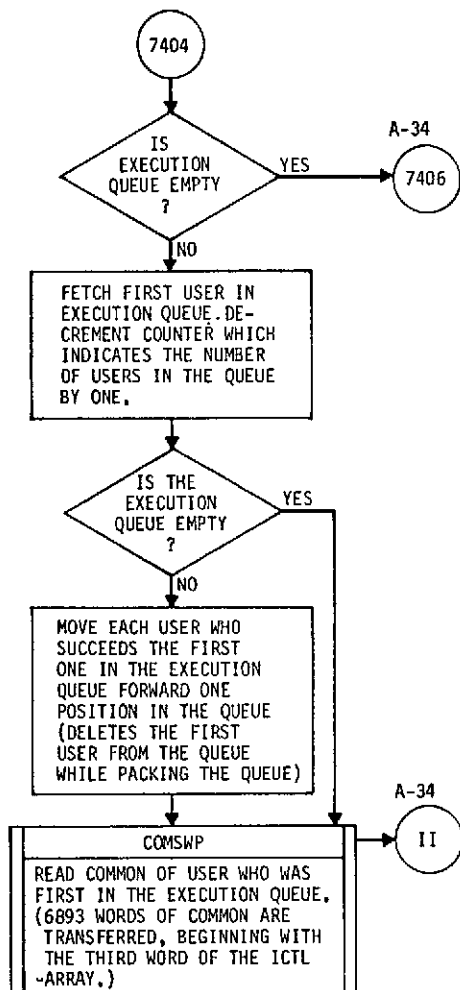 7404
IS
EXECUTION
QUEUE EMPTY
?
YES
A-34
7406
NO
FETCH FIRST USER IN
EXECUTION QUEUE.DE-
CREMENT COUNTER WHICH
INDICATES THE NUMBER
OF USERS IN THE QUEUE
BY ONE.
IS THE
EXECUTION
QUEUE EMPTY
?
YES
NO
MOVE EACH USER WHO
SUCCEEDS THE FIRST
ONE IN THE EXECUTION
QUEUE FORWARD ONE
POSITION IN THE QUEUE
(DELETES THE FIRST
USER FROM THE QUEUE
WHILE PACKING THE QUEUE)
A-34
II
COMSWP
READ COMMON OF USER WHO WAS
FIRST IN THE EXECUTION QUEUE.
(6893 WORDS OF COMMON ARE
TRANSFERRED, BEGINNING WITH
THE THIRD WORD OF THE ICTL
-ARRAY.)